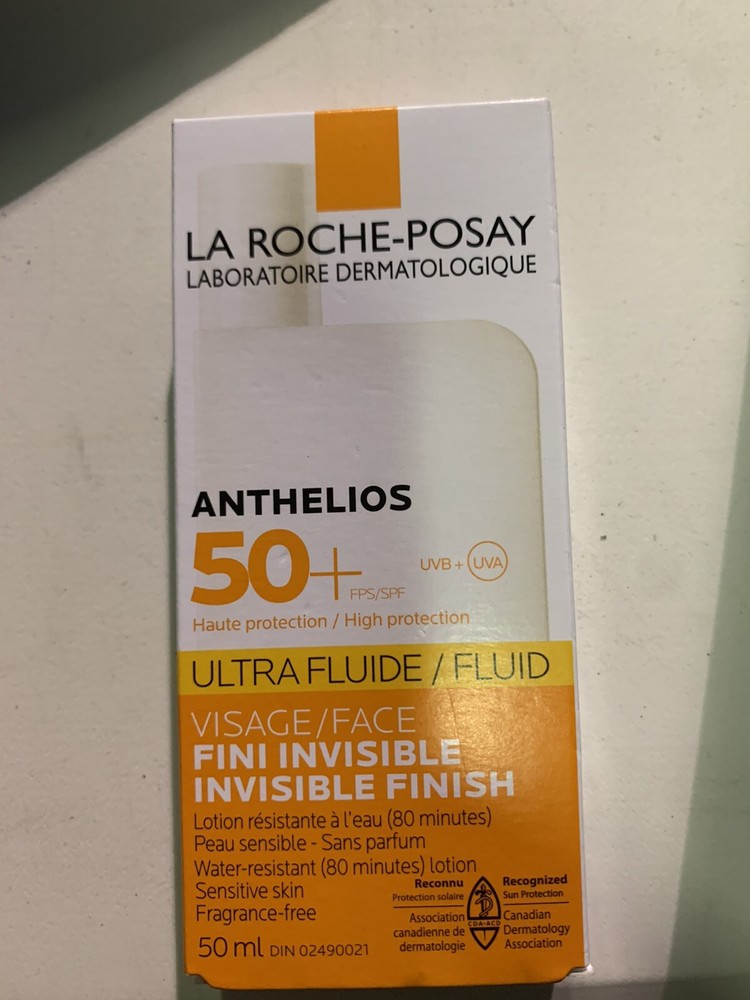 LA ROCHE-POSAY
LABORATOIRE DERMATOLOGIQUE
ANTHELIOS
50+ FPS/SPF
UVB + UVA
Haute protection / High protection
ULTRA FLUIDE / FLUID
VISAGE/FACE
FINI INVISIBLE
INVISIBLE FINISH
Lotion résistante à l'eau (80 minutes)
Peau sensible - Sans parfum
Water-resistant (80 minutes) lotion
Sensitive skin
Fragrance-free
50 ml DIN 02490021
Reconnu
Protection solaire
Association
canadienne de
dermatologie
CDA-ACD
Recognized
Sun Protection
Canadian
Dermatology
Association